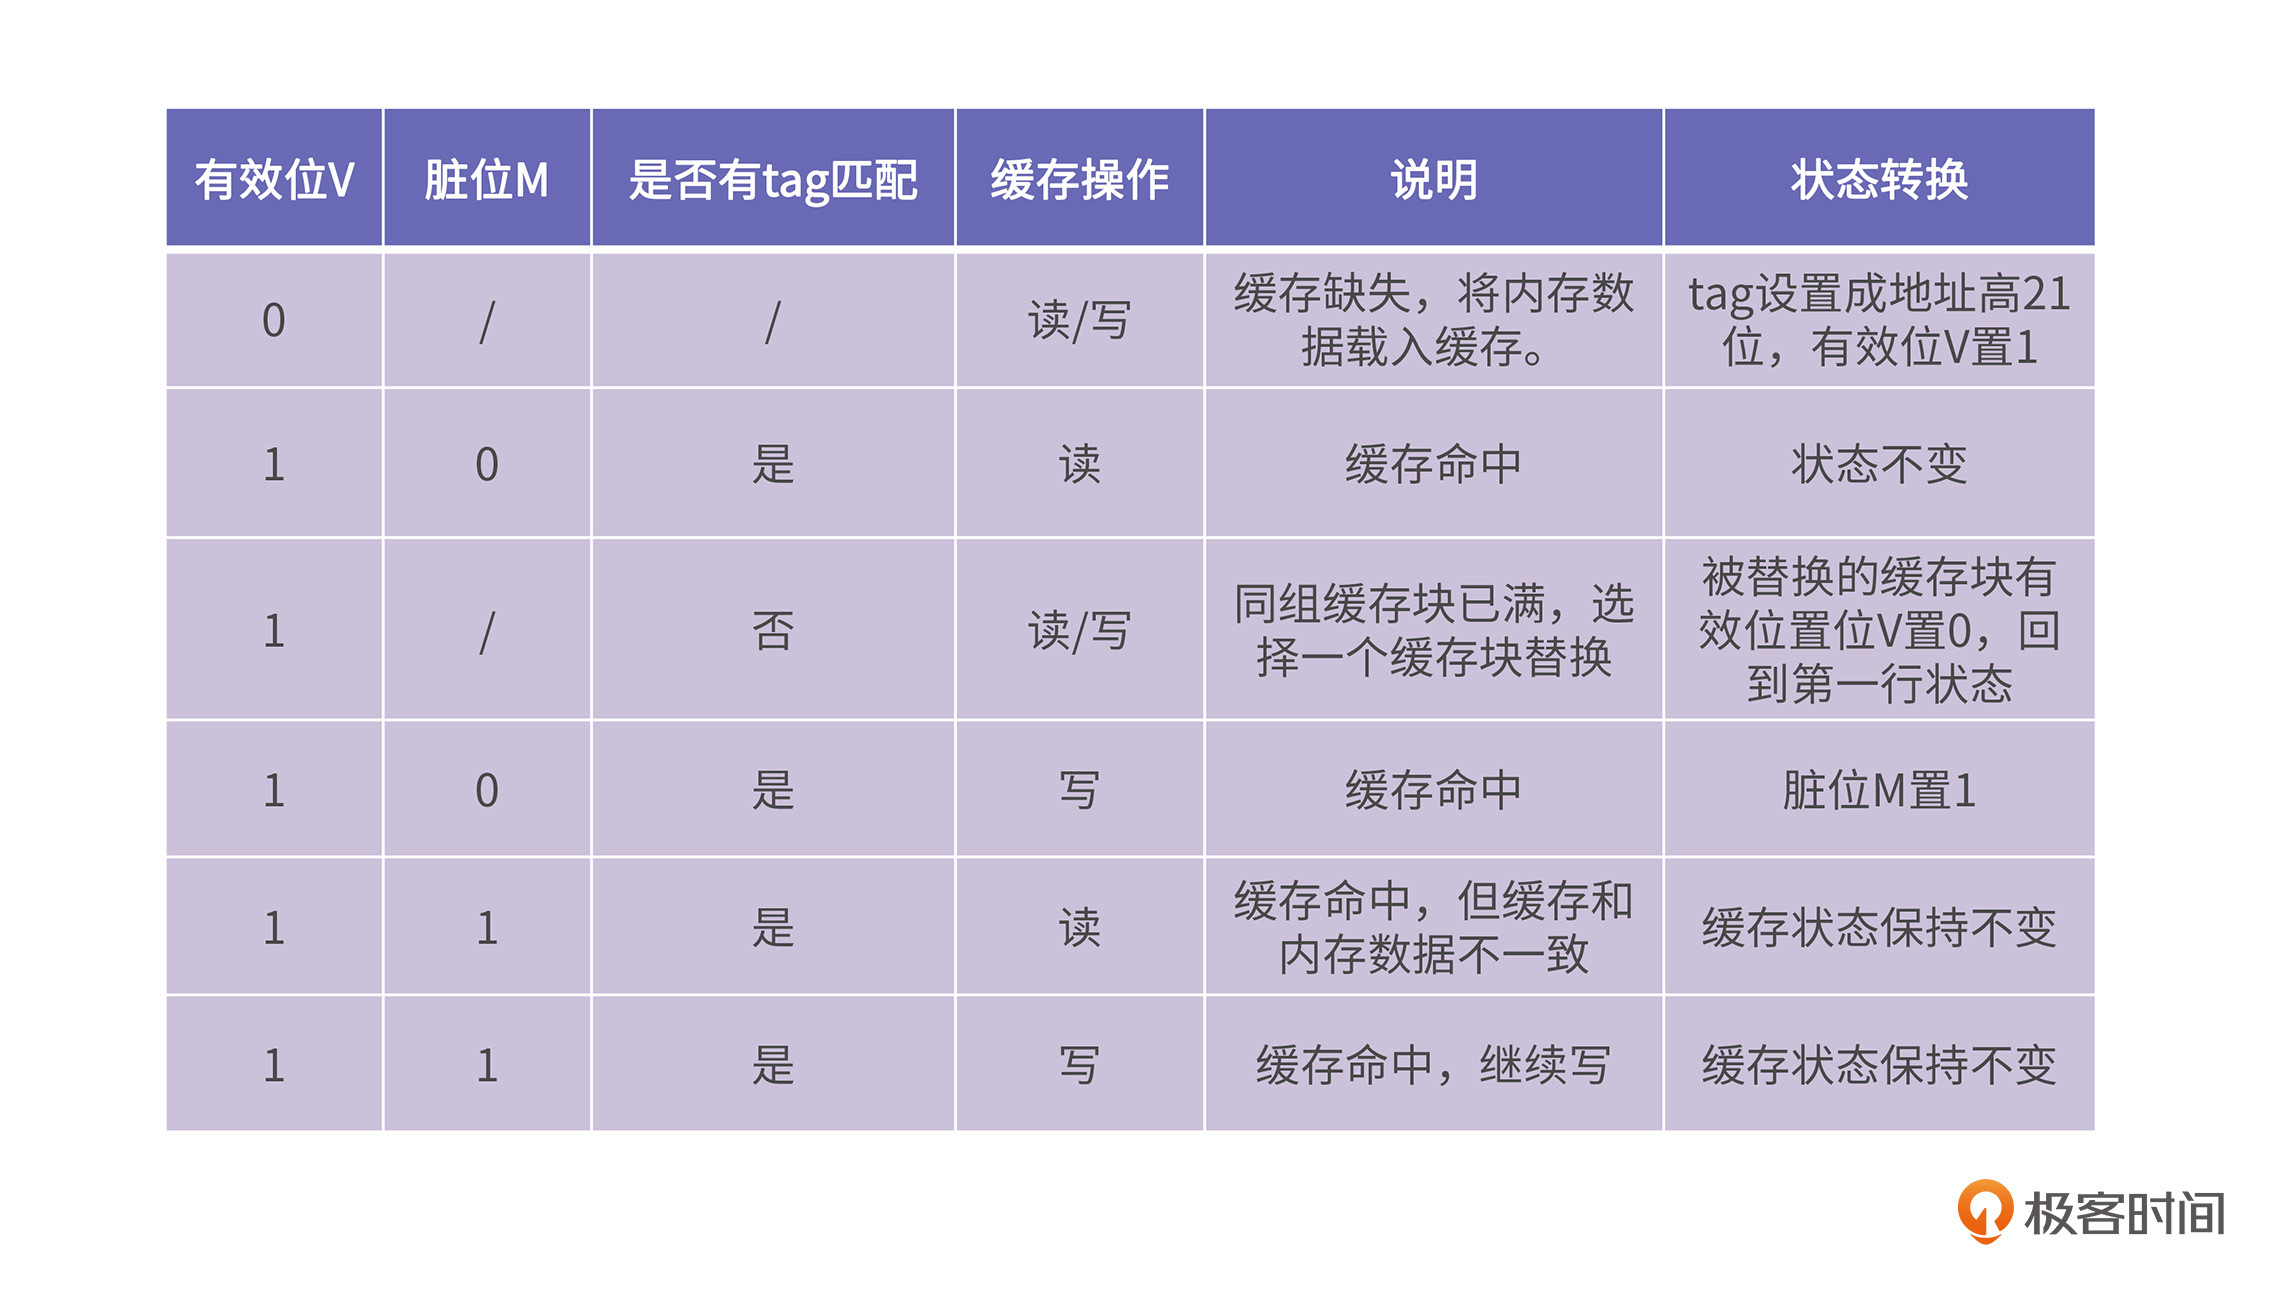 有效位V 脏位M 是否有tag匹配 缓存操作 说明 状态转换
0 / / 读/写 缓存缺失，将内存数 tag设置成地址高21
据载入缓存。 位，有效位V置1
1 0 是 读 缓存命中 状态不变
1 / 否 读/写 同组缓存块已满，选 被替换的缓存块有
择一个缓存块替换 效位置位V置0，回
到第一行状态
1 0 是 写 缓存命中 脏位M置1
1 1 是 读 缓存命中，但缓存和 缓存状态保持不变
内存数据不一致
1 1 是 写 缓存命中，继续写 缓存状态保持不变
极客时间